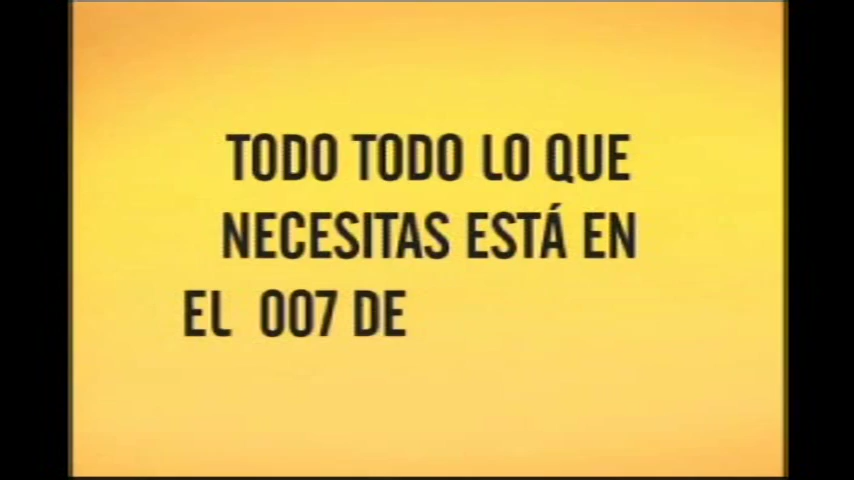 TODO TODO LO QUE
NECESITAS ESTÁ EN
EL 007 DE